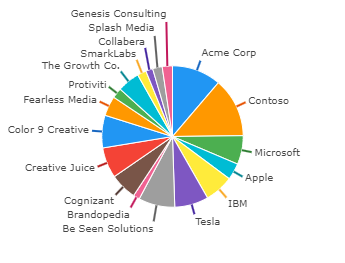 Genesis Consulting
Splash Media
Collabera
SmarkLabs
The Growth Co.
Protiviti
Fearless Media
Color 9 Creative
Creative Juice
Cognizant
Brandopedia
Be Seen Solutions
Acme Corp
Contoso
Microsoft
Apple
IBM
Tesla